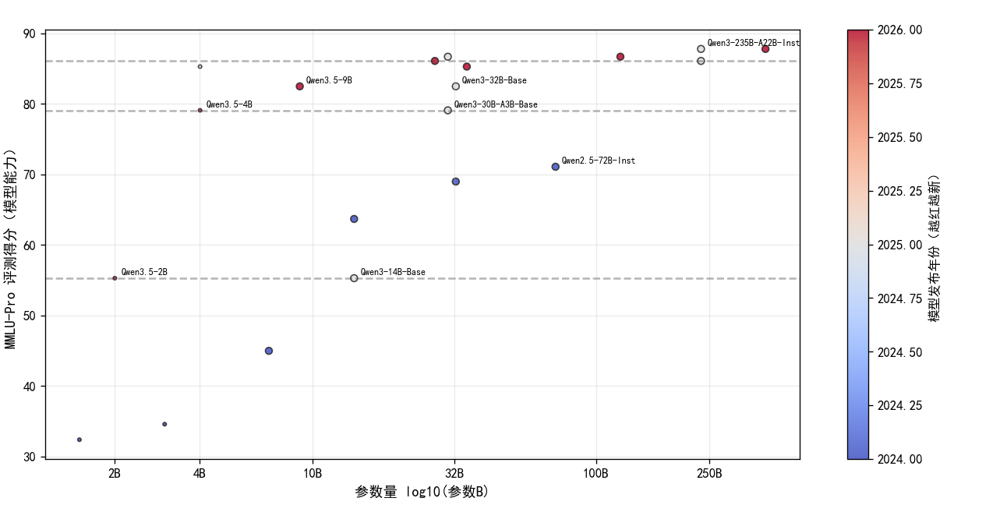 90
80
70
60
50
40
30
MMLU-Pro 评测得分 (模型能力)
Qwen3-235B-A22B-Inst
Qwen3.5-9B
Qwen3-32B-Base
Qwen3.5-4B
Qwen3-30B-A3B-Base
Qwen2.5-72B-Inst
Qwen3.5-2B
Qwen3-14B-Base
2B
4B
10B
32B
100B
250B
参数量 log10(参数B)
2026.00
2025.75
2025.50
2025.25
2025.00
2024.75
2024.50
2024.25
2024.00
模型发布年份 (越红越新)